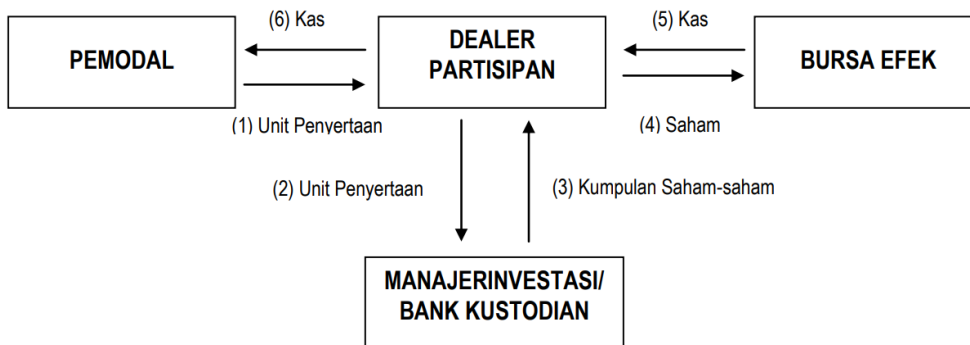 (6) Kas
(5) Kas
PEMODAL
DEALER
PARTISIPAN
BURSA EFEK
(1) Unit Penyertaan
(4) Saham
(2) Unit Penyertaan
(3) Kumpulan Saham-saham
MANAJERINVESTASI/
BANK KUSTODIAN